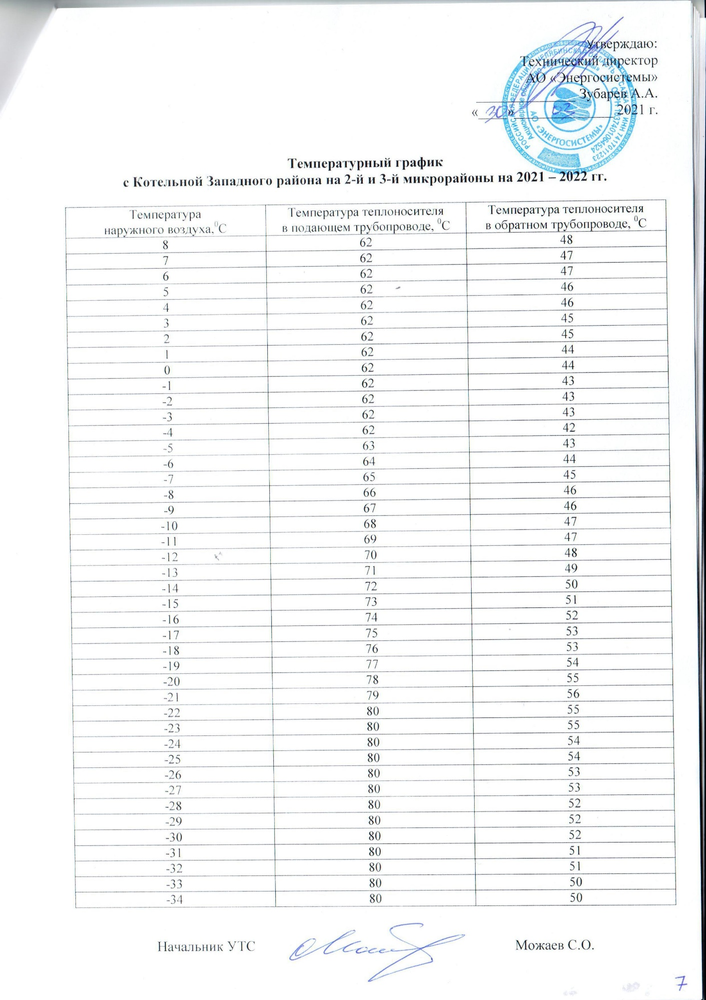 Утверждаю:
Технический директор
АО «Энергосистемы»
Зубарев А.А.
«30» 03 2021 г.
РОССИЙСКАЯ ФЕДЕРАЦИЯ ЧЕЛЯБИНСКАЯ ОБЛАСТЬ
ИНН 7417011223
АО «ЭНЕРГОСИСТЕМЫ»
Температурный график
с Котельной Западного района на 2-й и 3-й микрорайоны на 2021 – 2022 гг.
Температура наружного воздуха, ⁰С Температура теплоносителя в подающем трубопроводе, ⁰С Температура теплоносителя в обратном трубопроводе, ⁰С
8 62 48
7 62 47
6 62 47
5 62 46
4 62 46
3 62 45
2 62 45
1 62 44
0 62 44
-1 62 43
-2 62 43
-3 62 43
-4 62 42
-5 63 43
-6 64 44
-7 65 45
-8 66 46
-9 67 46
-10 68 47
-11 69 47
-12 70 48
-13 71 49
-14 72 50
-15 73 51
-16 74 52
-17 75 53
-18 76 53
-19 77 54
-20 78 55
-21 79 56
-22 80 55
-23 80 55
-24 80 54
-25 80 54
-26 80 53
-27 80 53
-28 80 52
-29 80 52
-30 80 52
-31 80 51
-32 80 51
-33 80 50
-34 80 50
Начальник УТС Можаев С.О.
7